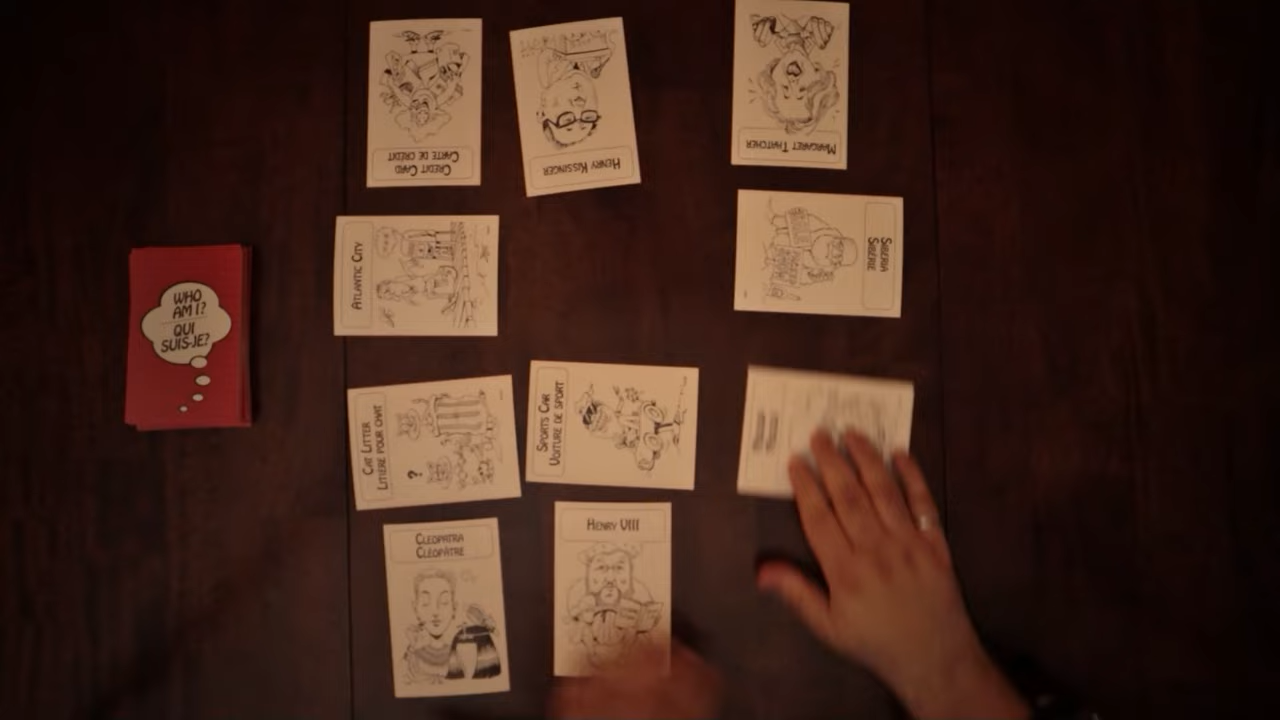 CREDIT CARD
CARTE DE CRÉDIT
HENRY KISSINGER
MARGARET THATCHER
ATLANTIC CITY
SIBERIA
SIBÉRIE
WHO
AM I?
QUI
SUIS-JE?
CAT LITTER
LITIÈRE POUR CHAT
?
SPORTS CAR
VOITURE DE SPORT
CLEOPATRA
CLÉOPÂTRE
HENRY VIII